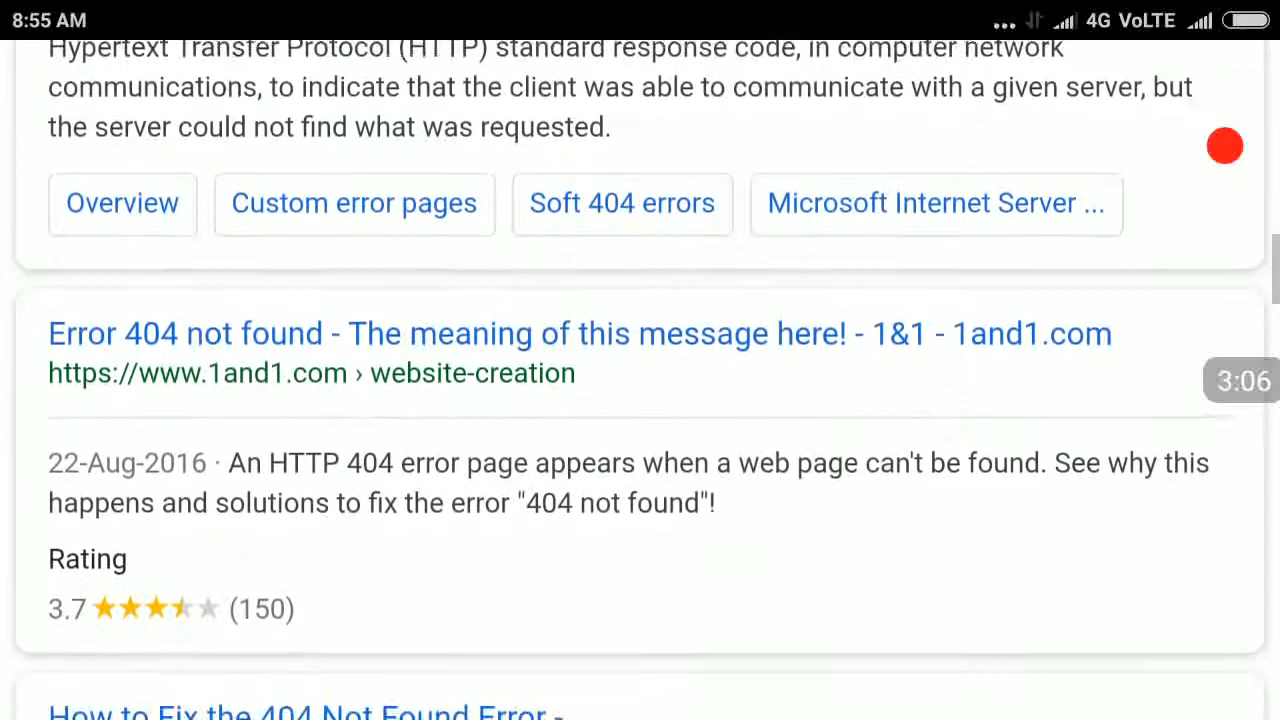 8:55 AM
... 4G VoLTE
Hypertext Transfer Protocol (HTTP) standard response code, in computer network
communications, to indicate that the client was able to communicate with a given server, but
the server could not find what was requested.
Overview
Custom error pages
Soft 404 errors
Microsoft Internet Server ...
Error 404 not found - The meaning of this message here! - 1&1 - 1and1.com
https://www.1and1.com › website-creation
3:06
22-Aug-2016 · An HTTP 404 error page appears when a web page can't be found. See why this
happens and solutions to fix the error "404 not found"!
Rating
3.7 (150)
How to Fix the 404 Not Found Error -